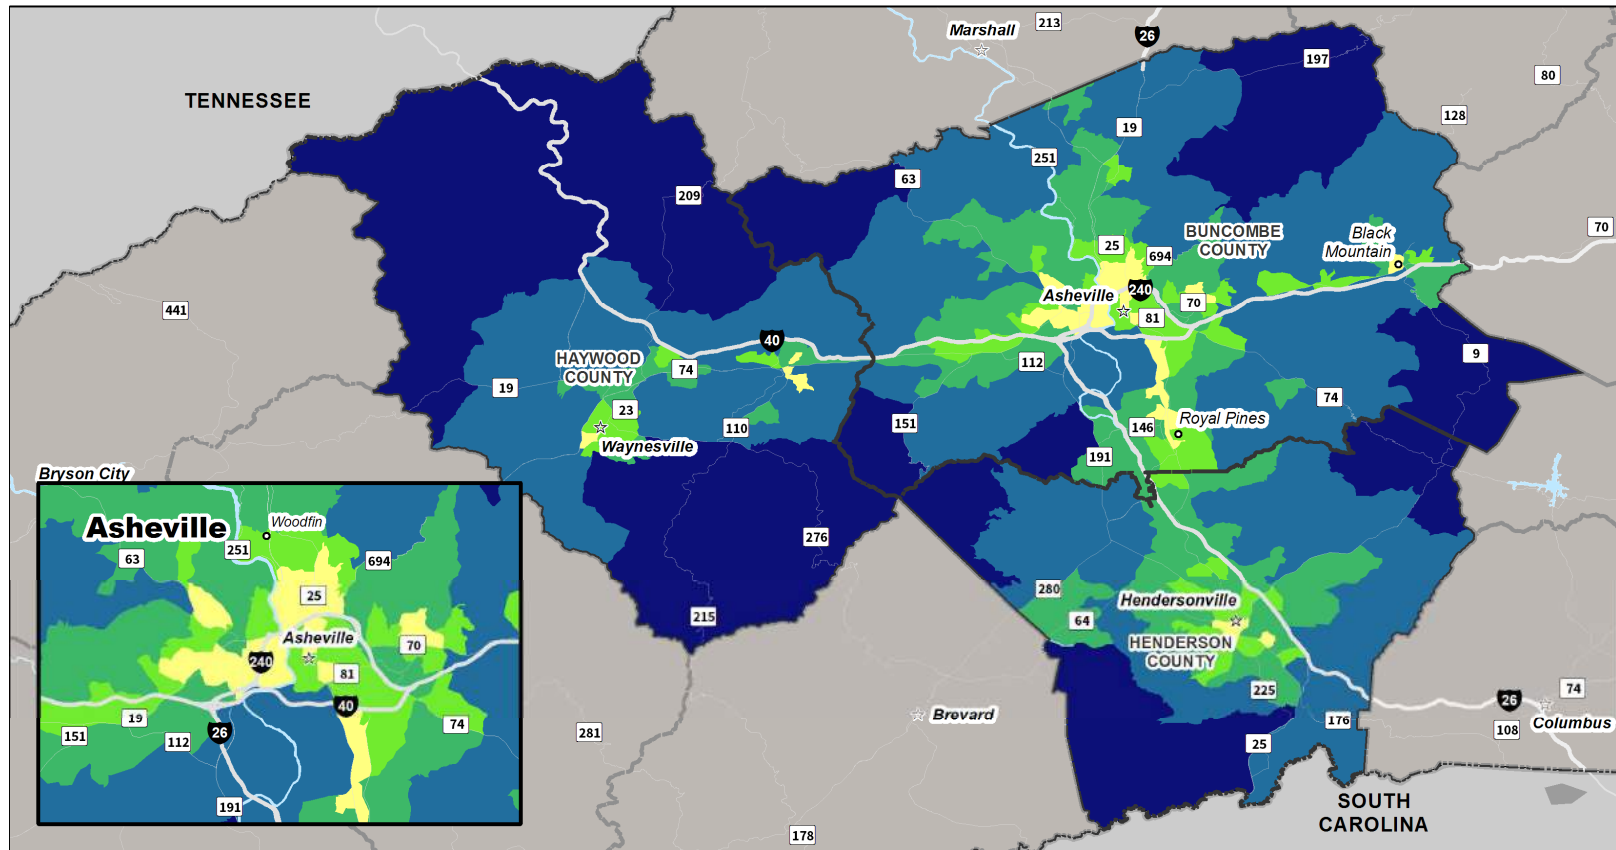 Marshall
213
26
197
80
TENNESSEE
128
19
251
63
209
70
BUNCOMBE
COUNTY
Black
Mountain
25
694
240
70
Asheville
81
441
40
9
HAYWOOD
COUNTY
74
112
19
74
23
151
110
146
Royal Pines
Waynesville
191
Bryson City
Asheville
Woodfin
251
63
694
25
Asheville
70
240
81
40
19
74
151
112
26
191
276
280
215
64
Hendersonville
HENDERSON
COUNTY
225
74
26
Brevard
176
Columbus
281
108
25
SOUTH
CAROLINA
178